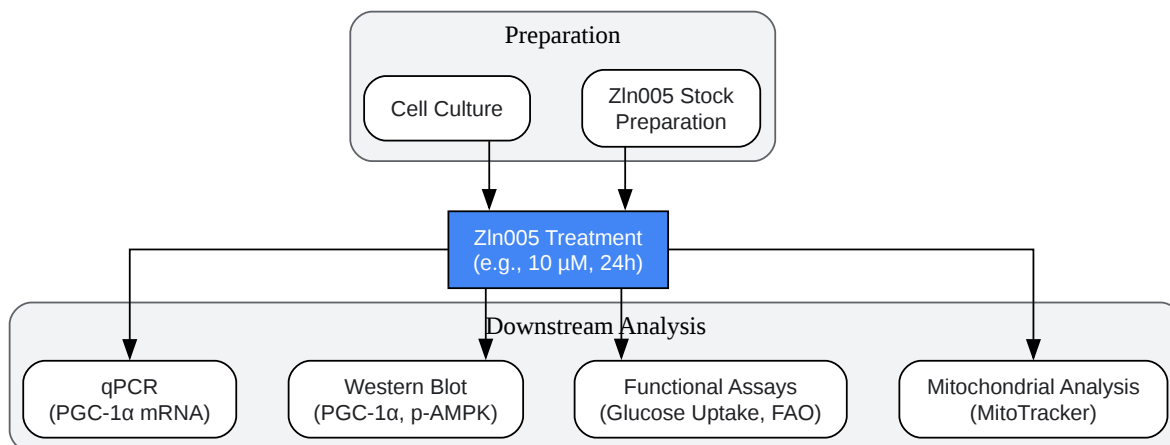 Preparation
Cell Culture
Zln005 Stock
Preparation
Zln005 Treatment
(e.g., 10 µM, 24h)
Downstream Analysis
qPCR
(PGC-1α mRNA)
Western Blot
(PGC-1α, p-AMPK)
Functional Assays
(Glucose Uptake, FAO)
Mitochondrial Analysis
(MitoTracker)